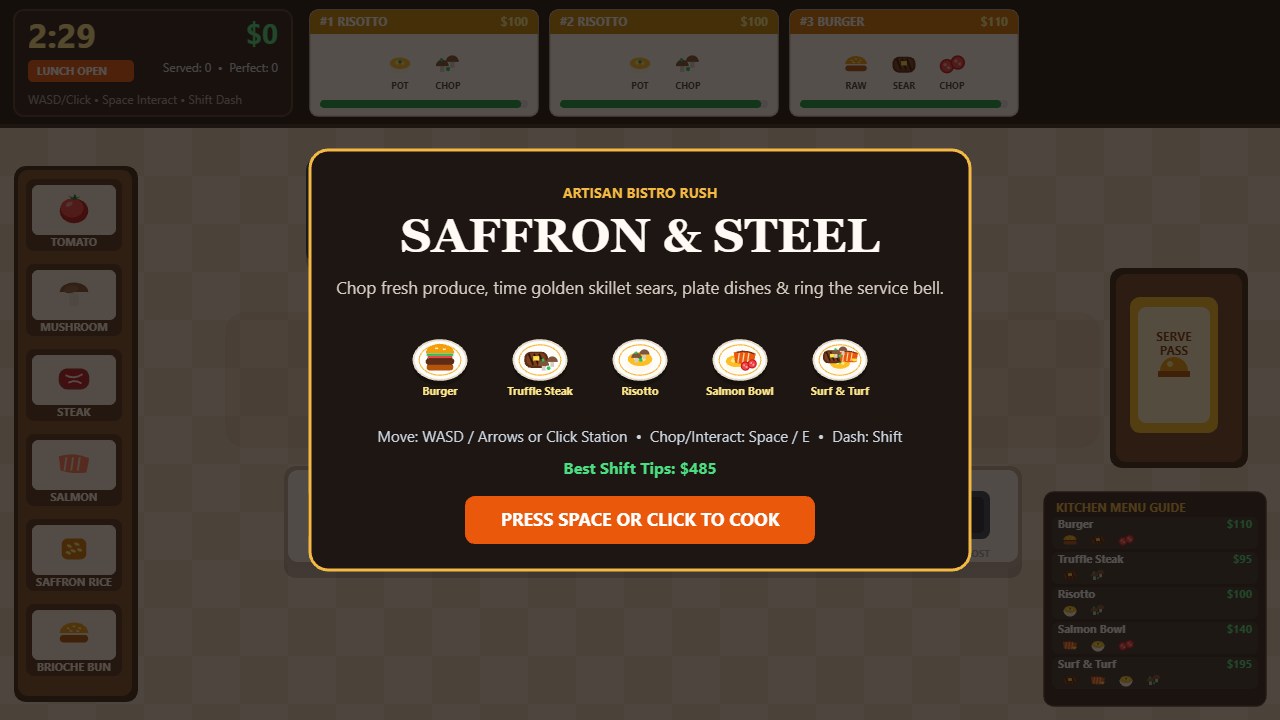 2:29
$0
LUNCH OPEN
Served: 0 • Perfect: 0
WASD/Click • Space Interact • Shift Dash
#1 RISOTTO $100
POT CHOP
#2 RISOTTO $100
POT CHOP
#3 BURGER $110
RAW SEAR CHOP
TOMATO
MUSHROOM
STEAK
SALMON
SAFFRON RICE
BRIOCHE BUN
ARTISAN BISTRO RUSH
SAFFRON & STEEL
Chop fresh produce, time golden skillet sears, plate dishes & ring the service bell.
Burger Truffle Steak Risotto Salmon Bowl Surf & Turf
Move: WASD / Arrows or Click Station • Chop/Interact: Space / E • Dash: Shift
Best Shift Tips: $485
PRESS SPACE OR CLICK TO COOK
SERVE
PASS
KITCHEN MENU GUIDE
Burger $110
Truffle Steak $95
Risotto $100
Salmon Bowl $140
Surf & Turf $195